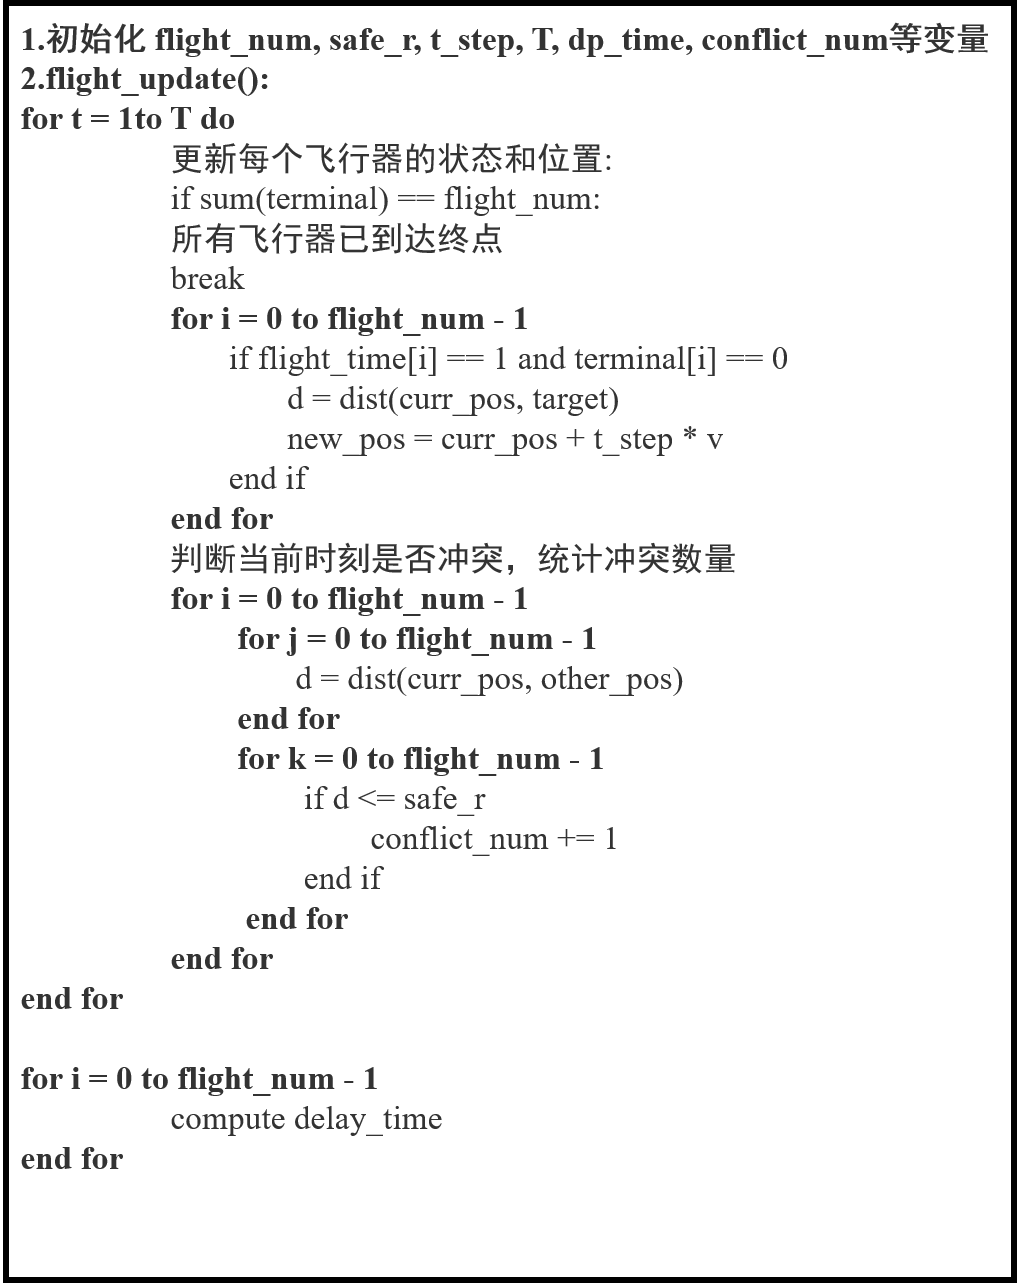 1.初始化 flight_num, safe_r, t_step, T, dp_time, conflict_num等变量
2.flight_update():
for t = 1to T do
更新每个飞行器的状态和位置:
if sum(terminal) == flight_num:
所有飞行器已到达终点
break
for i = 0 to flight_num - 1
if flight_time[i] == 1 and terminal[i] == 0
d = dist(curr_pos, target)
new_pos = curr_pos + t_step * v
end if
end for
判断当前时刻是否冲突，统计冲突数量
for i = 0 to flight_num - 1
for j = 0 to flight_num - 1
d = dist(curr_pos, other_pos)
end for
for k = 0 to flight_num - 1
if d <= safe_r
conflict_num += 1
end if
end for
end for
end for
for i = 0 to flight_num - 1
compute delay_time
end for